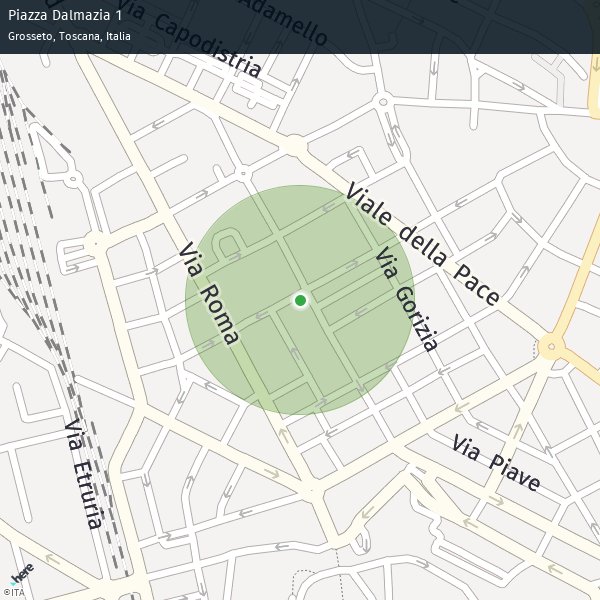 Piazza Dalmazia 1
Grosseto, Toscana, Italia
Adamello
Via Capodistria
Viale della Pace
Via Roma
Via Gorizia
Via Etruria
Via Piave
here
©ITA